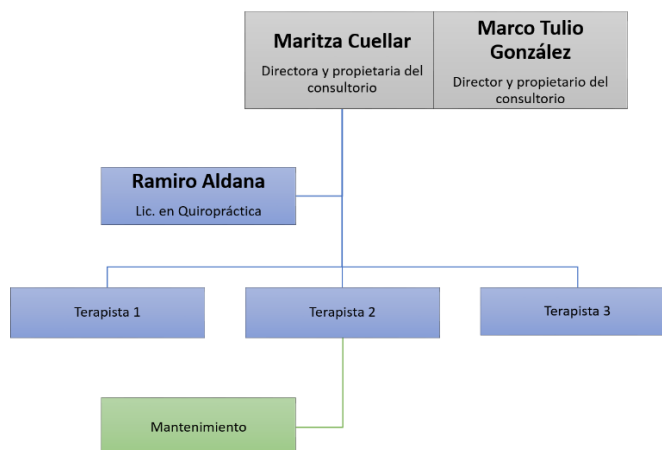 Maritza Cuellar
Directora y propietaria del
consultorio
Marco Tulio
González
Director y propietario del
consultorio
Ramiro Aldana
Lic. en Quiropráctica
Terapista 1
Terapista 2
Terapista 3
Mantenimiento